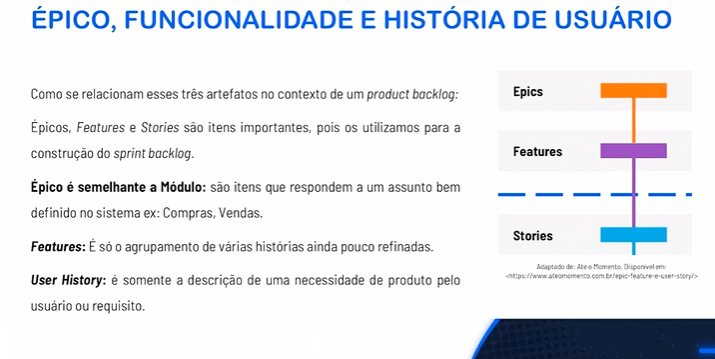 ÉPICO, FUNCIONALIDADE E HISTÓRIA DE USUÁRIO
Como se relacionam esses três artefatos no contexto de um product backlog:
Épicos, Features e Stories são itens importantes, pois os utilizamos para a
construção do sprint backlog.
Épico é semelhante a Módulo: são itens que respondem a um assunto bem
definido no sistema ex: Compras, Vendas.
Features: É só o agrupamento de várias histórias ainda pouco refinadas.
User History: é somente a descrição de uma necessidade de produto pelo
usuário ou requisito.
Epics
Features
Stories
Adaptado de: Ate o Momento. Disponível em:
<https://www.ateomomento.com.br/epic-feature-e-user-story/>